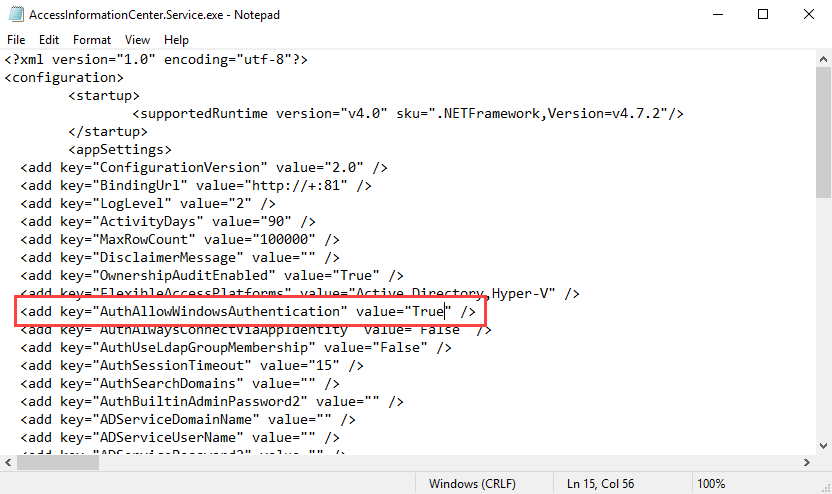 AccessInformationCenter.Service.exe - Notepad
File Edit Format View Help
<?xml version="1.0" encoding="utf-8"?>
<configuration>
<startup>
<supportedRuntime version="v4.0" sku=".NETFramework,Version=v4.7.2"/>
</startup>
<appSettings>
<add key="ConfigurationVersion" value="2.0" />
<add key="BindingUrl" value="http://+:81" />
<add key="LogLevel" value="2" />
<add key="ActivityDays" value="90" />
<add key="MaxRowCount" value="100000" />
<add key="DisclaimerMessage" value="" />
<add key="OwnershipAuditEnabled" value="True" />
<add key="FlexibleAccessPlatforms" value="Active Directory,Hyper-V" />
<add key="AuthAllowWindowsAuthentication" value="True" />
<add key="AuthAlwaysConnectViaAppIdentity" value="False" />
<add key="AuthUseLdapGroupMembership" value="False" />
<add key="AuthSessionTimeout" value="15" />
<add key="AuthSearchDomains" value="" />
<add key="AuthBuiltinAdminPassword2" value="" />
<add key="ADServiceDomainName" value="" />
<add key="ADServiceUserName" value="" />
<add key="ADServicePassword2" value="" />
Windows (CRLF) Ln 15, Col 56 100%